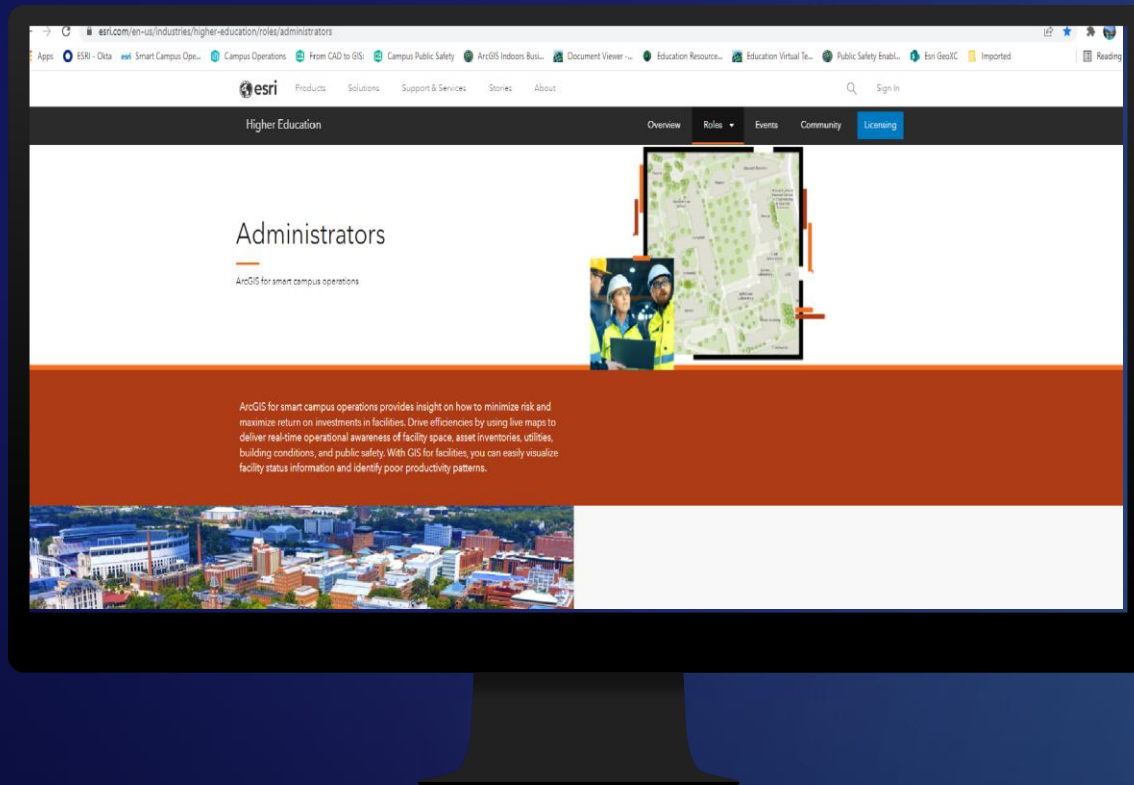 esri.com/en-us/industries/higher-education/roles/administrators
Apps ESRI - Okta esri Smart Campus Ope... Campus Operations From CAD to GIS: Campus Public Safety ArcGIS Indoors Busi... Document Viewer -... Education Resource... Education Virtual Te... Public Safety Enabl... Esri GeoXC Imported Reading
esri Products Solutions Support & Services Stories About Sign In
Higher Education Overview Roles Events Community Licensing
Administrators
ArcGIS for smart campus operations
ArcGIS for smart campus operations provides insight on how to minimize risk and
maximize return on investments in facilities. Drive efficiencies by using live maps to
deliver real-time operational awareness of facility space, asset inventories, utilities,
building conditions, and public safety. With GIS for facilities, you can easily visualize
facility status information and identify poor productivity patterns.